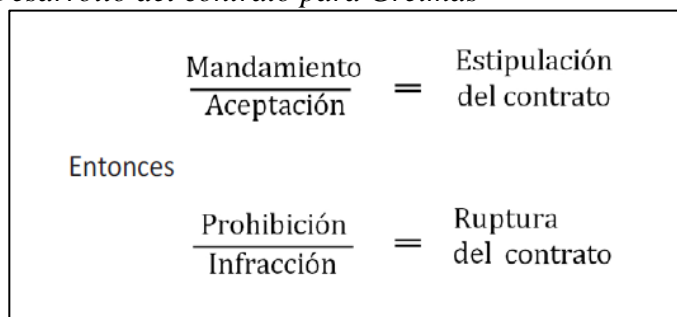 esarrollo del contrato para Greimas
Mandamiento
Aceptación
=
Estipulación
del contrato
Entonces
Prohibición
Infracción
=
Ruptura
del contrato